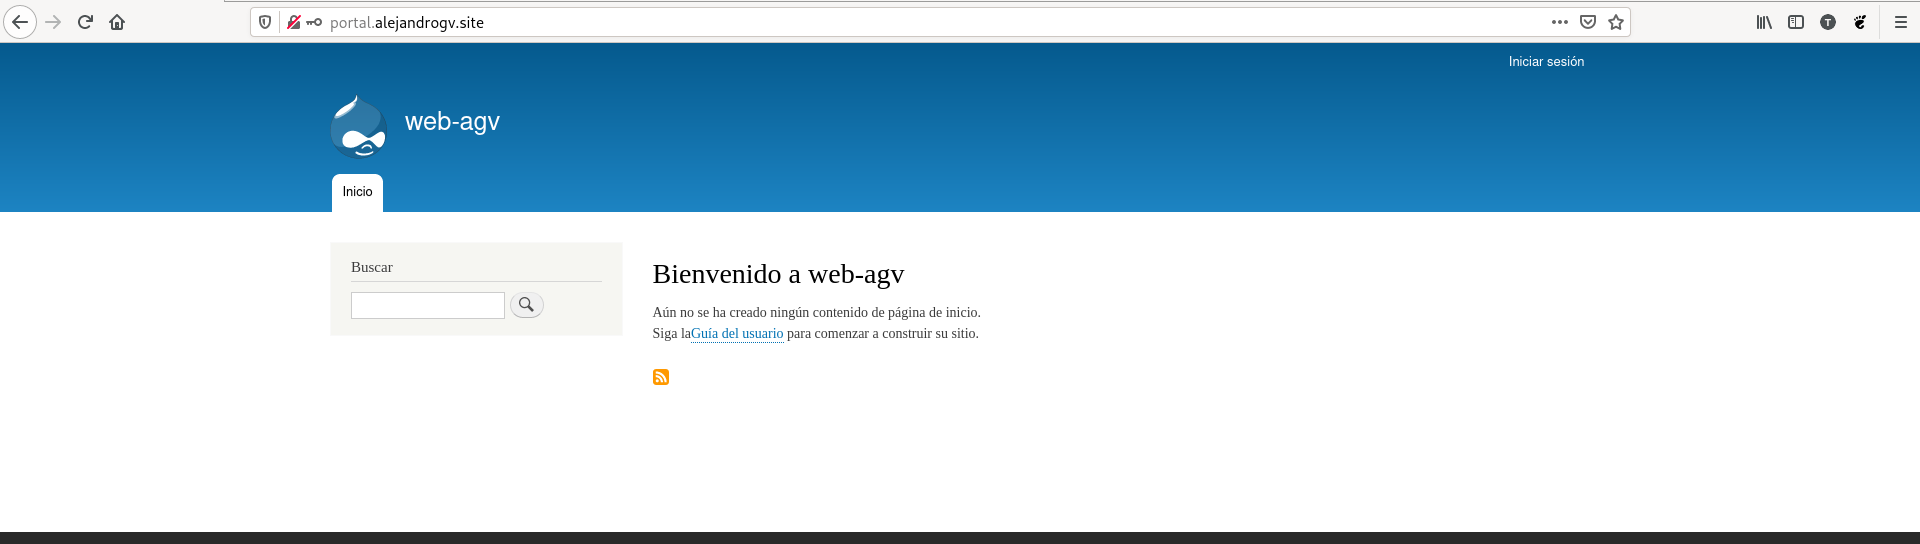 portal.alejandrogv.site
T
Iniciar sesión
web-agv
Inicio
Buscar
Bienvenido a web-agv
Aún no se ha creado ningún contenido de página de inicio.
Siga laGuía del usuario para comenzar a construir su sitio.